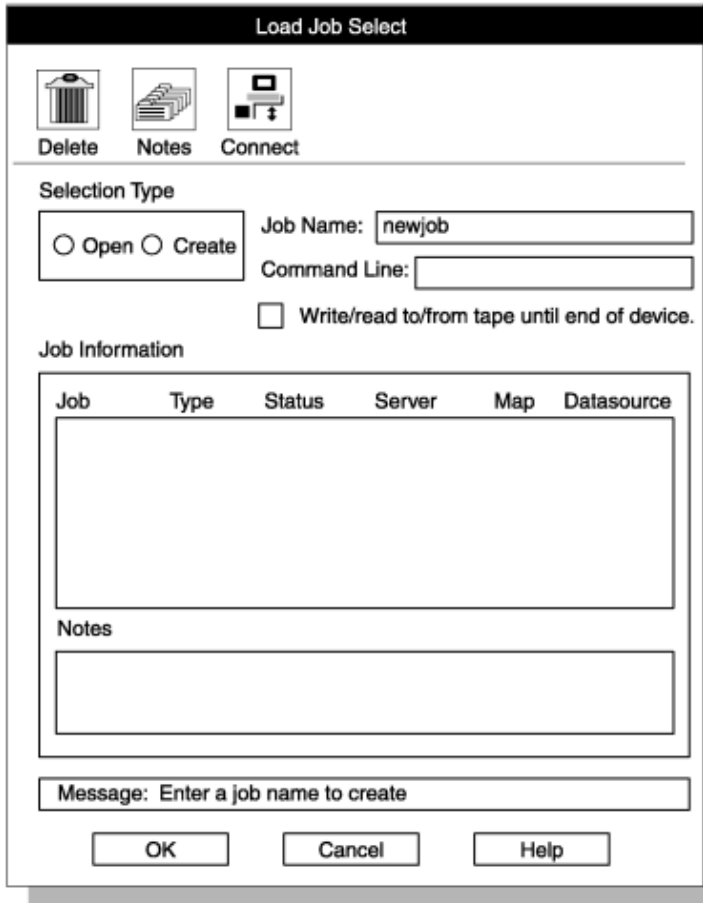 Load Job Select
Delete Notes Connect
Selection Type
Open Create
Job Name: newjob
Command Line:
Write/read to/from tape until end of device.
Job Information
Job Type Status Server Map Datasource
Notes
Message: Enter a job name to create
OK Cancel Help